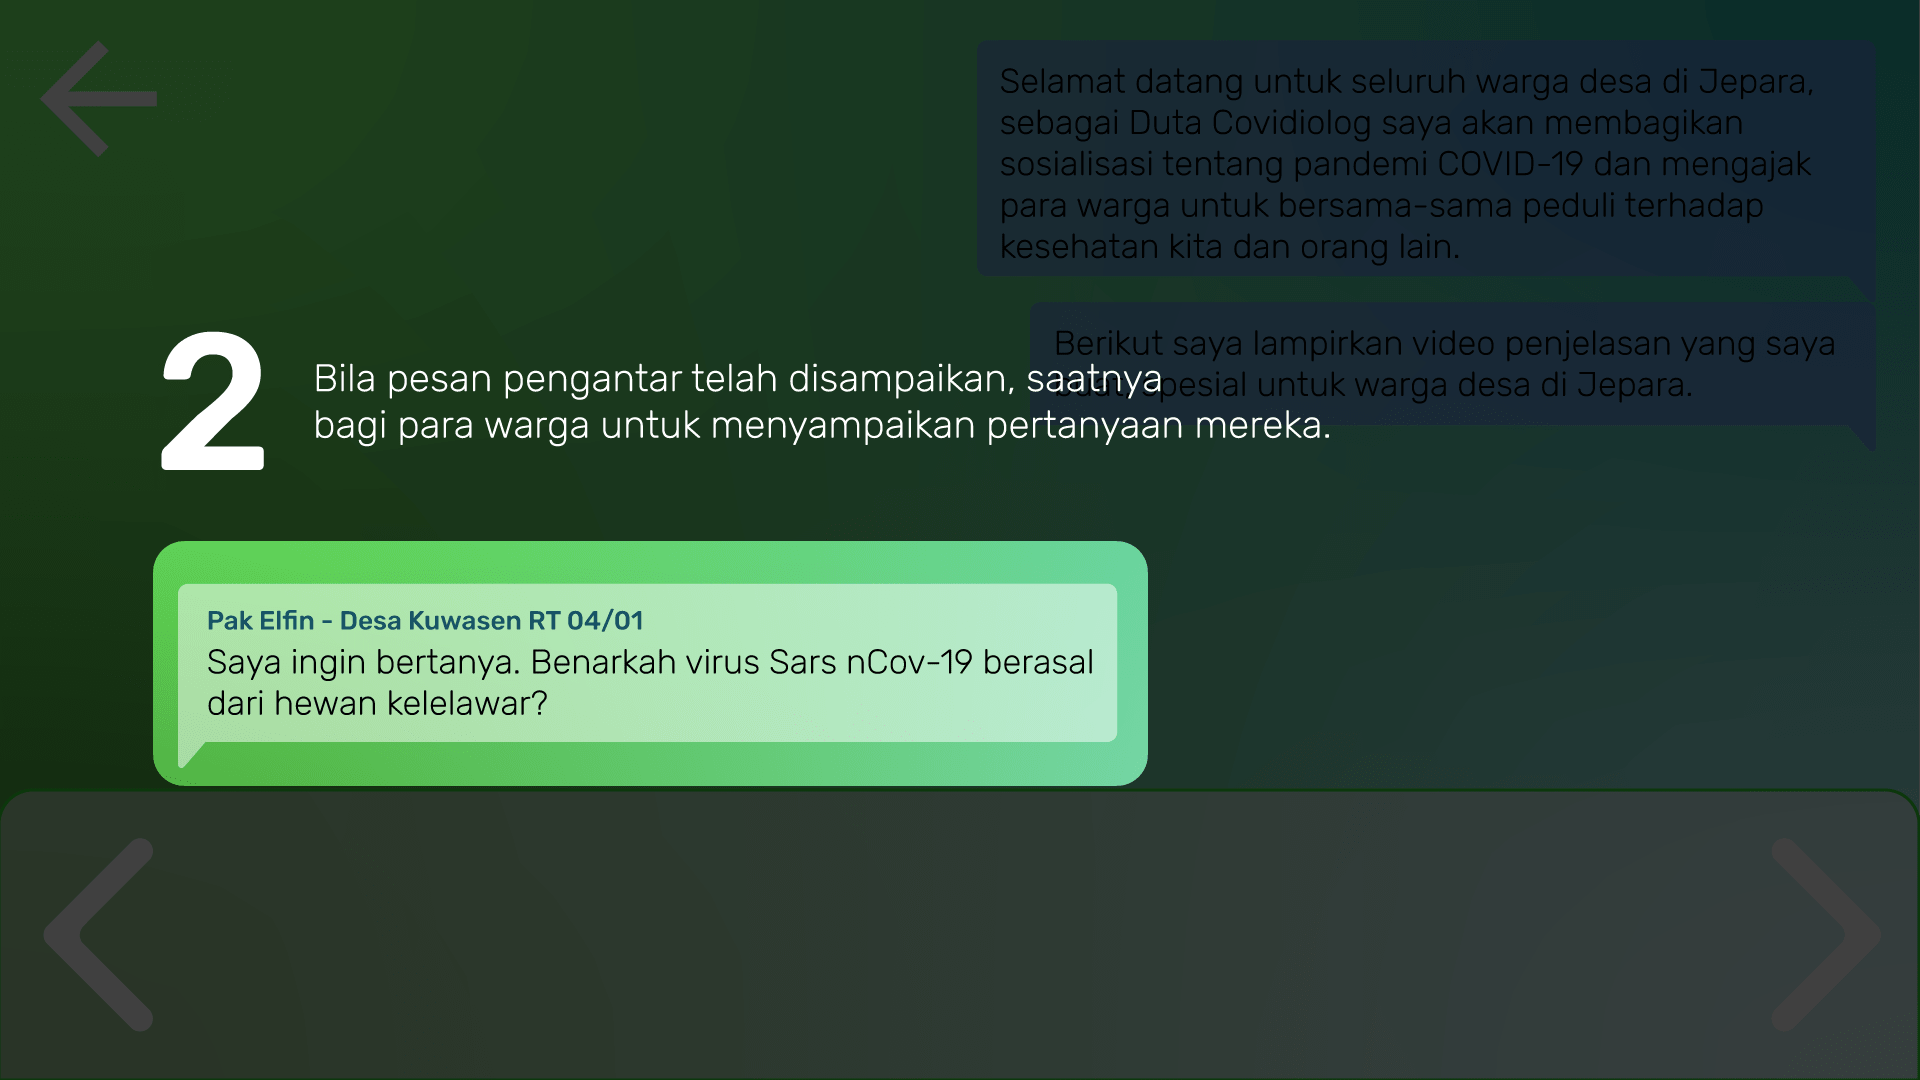 Selamat datang untuk seluruh warga desa di Jepara,
sebagai Duta Covidiolog saya akan membagikan
sosialisasi tentang pandemi COVID-19 dan mengajak
para warga untuk bersama-sama peduli terhadap
kesehatan kita dan orang lain.
Berikut saya lampirkan video penjelasan yang saya
spesial untuk warga desa di Jepara.
2
Bila pesan pengantar telah disampaikan, saatnya
bagi para warga untuk menyampaikan pertanyaan mereka.
Pak Elfin - Desa Kuwasen RT 04/01
Saya ingin bertanya. Benarkah virus Sars nCov-19 berasal
dari hewan kelelawar?